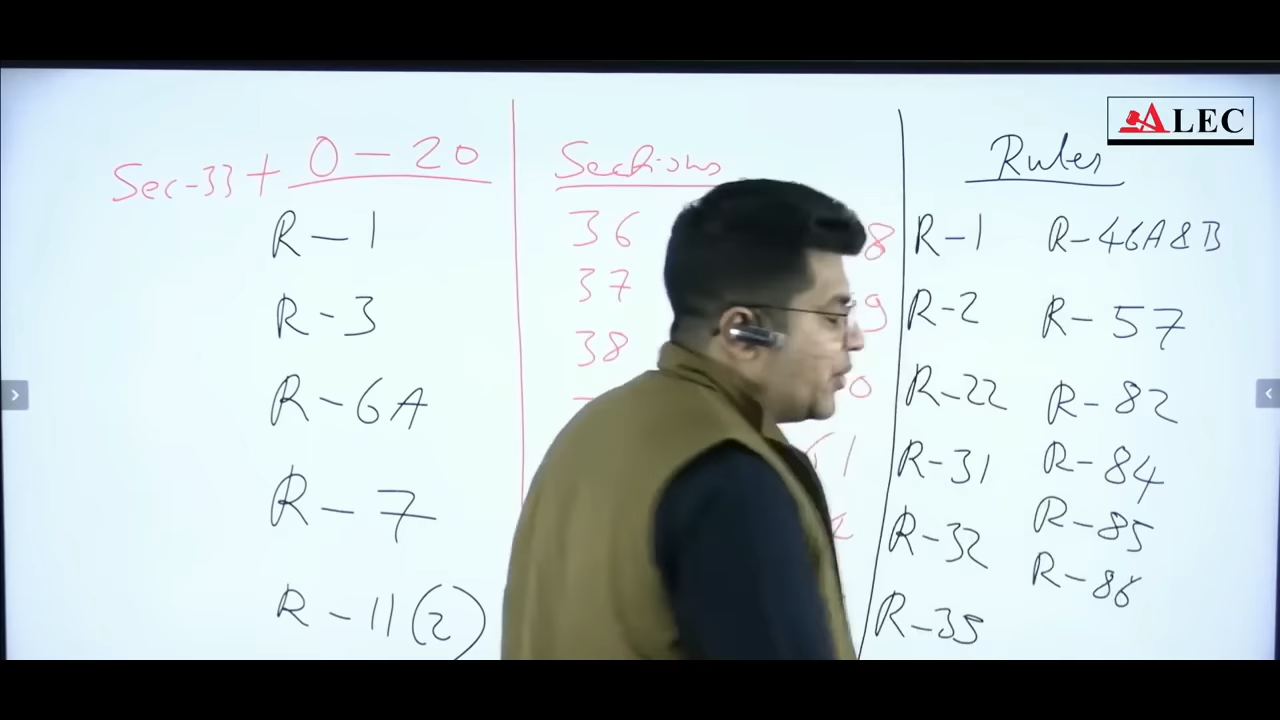 ALEC
Sec-33 + O-20
R-1
R-3
R-6A
R-7
R-11(2)
Sections
36
37
38
Rules
R-1 R-46A&B
R-2 R-57
R-22 R-82
R-31 R-84
R-32 R-85
R-35 R-86